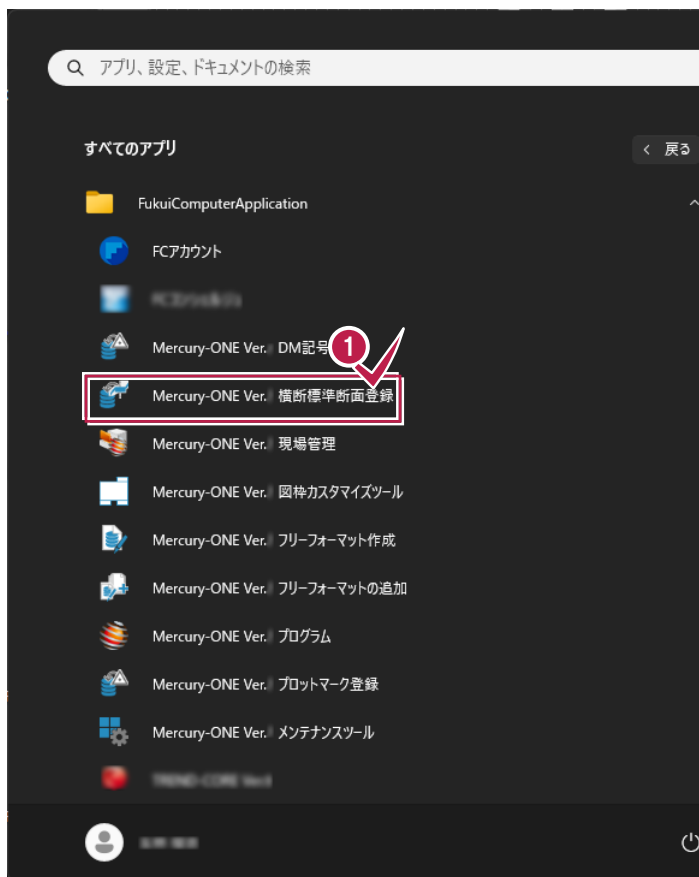 アプリ、設定、ドキュメントの検索
すべてのアプリ
戻る
FukuiComputerApplication
FCアカウント
Mercury-ONE Ver. DM記号
1
Mercury-ONE Ver. 横断標準断面登録
Mercury-ONE Ver. 現場管理
Mercury-ONE Ver. 図枠カスタマイズツール
Mercury-ONE Ver. フリーフォーマット作成
Mercury-ONE Ver. フリーフォーマットの追加
Mercury-ONE Ver. プログラム
Mercury-ONE Ver. プロットマーク登録
Mercury-ONE Ver. メンテナンスツール